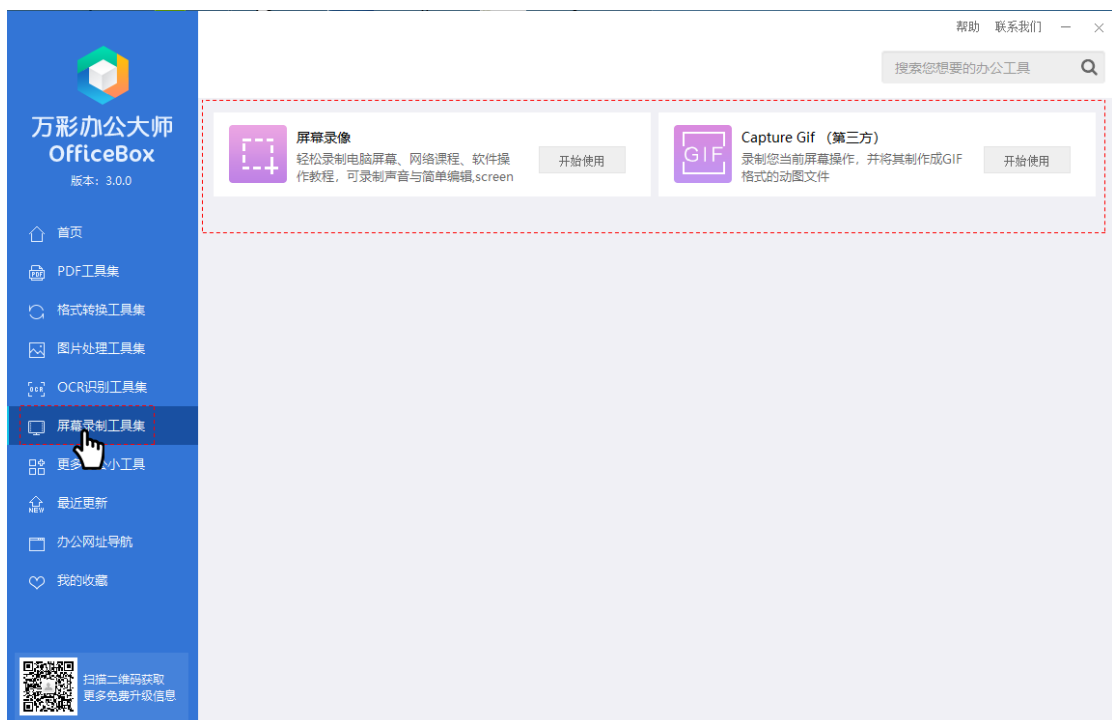 帮助 联系我们
搜索您想要的办公工具
万彩办公大师
OfficeBox
版本：3.0.0
首页
PDF工具集
格式转换工具集
图片处理工具集
OCR识别工具集
屏幕录制工具集
更多 小工具
最近更新
办公网址导航
我的收藏
扫描二维码获取
更多免费升级信息
屏幕录像
轻松录制电脑屏幕、网络课程、软件操
作教程，可录制声音与简单编辑,screen
开始使用
GIF
Capture Gif （第三方）
录制您当前屏幕操作，并将其制作成GIF
格式的动图文件
开始使用